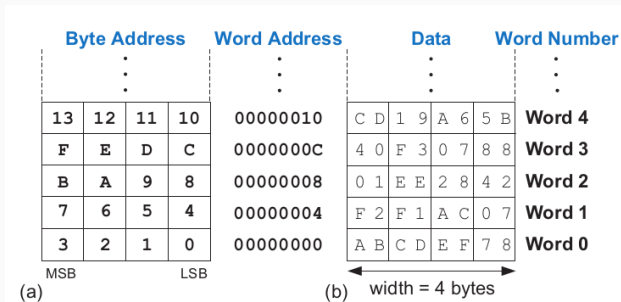 Byte Address Word Address Data Word Number
13 12 11 10 00000010 C D 1 9 A 6 5 B Word 4
F E D C 0000000C 4 0 F 3 0 7 8 8 Word 3
B A 9 8 00000008 0 1 E E 2 8 4 2 Word 2
7 6 5 4 00000004 F 2 F 1 A C 0 7 Word 1
3 2 1 0 00000000 A B C D E F 7 8 Word 0
MSB LSB
(a) (b) width = 4 bytes